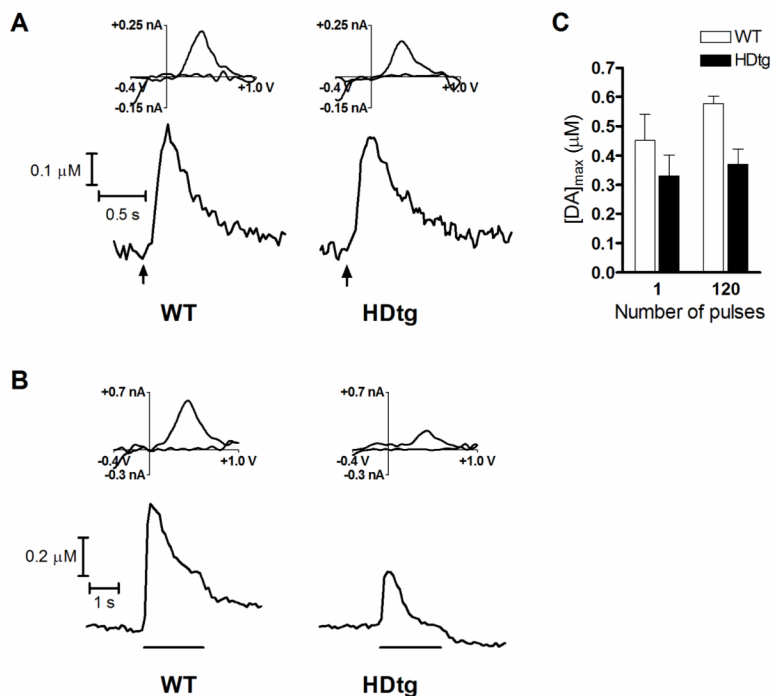 A
+0.25 nA
-0.4 V
+1.0 V
-0.15 nA
0.1 μM
0.5 s
WT
+0.25 nA
-0.4 V
-0.15 nA
HDtg
C
WT
HDtg
[DA]max (μM)
0.7
0.6
0.5
0.4
0.3
0.2
0.1
0.0
1 120
Number of pulses
B
+0.7 nA
-0.4 V
+1.0 V
-0.3 nA
0.2 μM
1 s
WT
+0.7 nA
-0.4 V
+1.0 V
-0.3 nA
HDtg